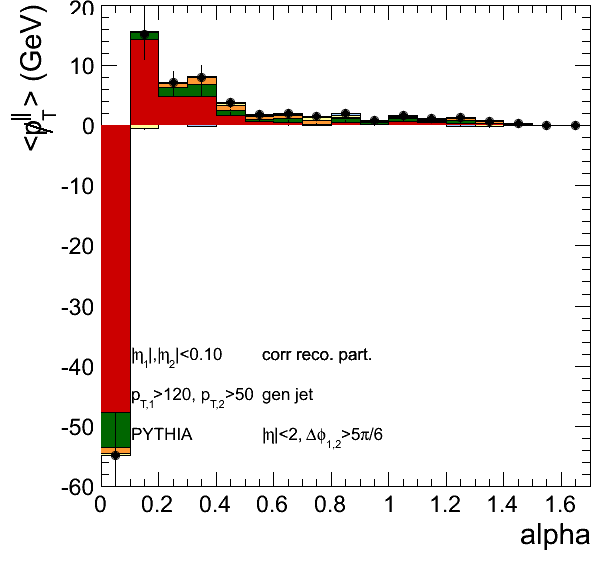 <p̸_T^||> (GeV)
20
10
0
-10
-20
-30
-40
-50
-60
|η₁|,|η₂|<0.10 corr reco. part.
p_T,1>120, p_T,2>50 gen jet
PYTHIA |η|<2, Δϕ₁,₂>5π/6
0 0.2 0.4 0.6 0.8 1 1.2 1.4 1.6
alpha